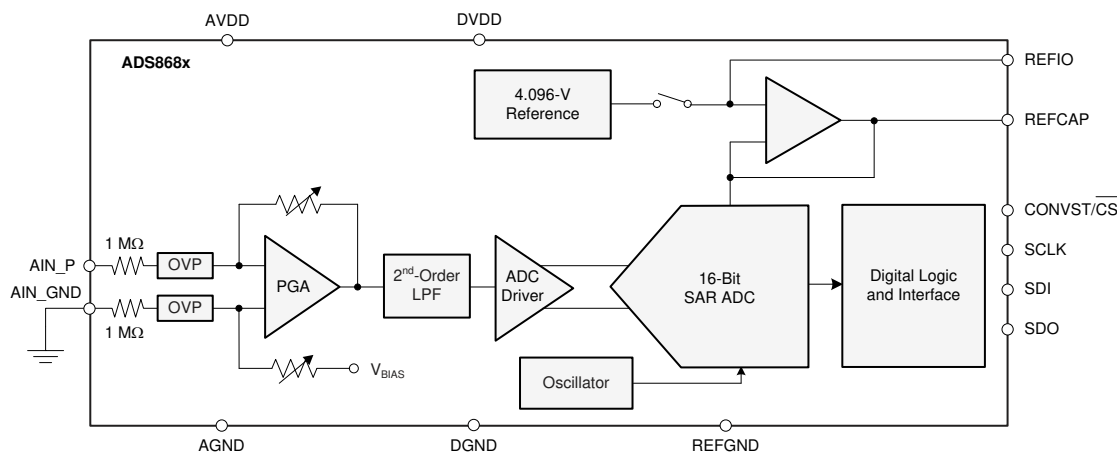 AVDD
DVDD
ADS868x
REFIO
4.096-V
Reference
REFCAP
CONVST/CS
1 MΩ
OVP
AIN_P
SCLK
2nd-Order
LPF
ADC
Driver
16-Bit
SAR ADC
Digital Logic
and Interface
PGA
AIN_GND
OVP
SDI
1 MΩ
SDO
VBIAS
Oscillator
AGND
DGND
REFGND